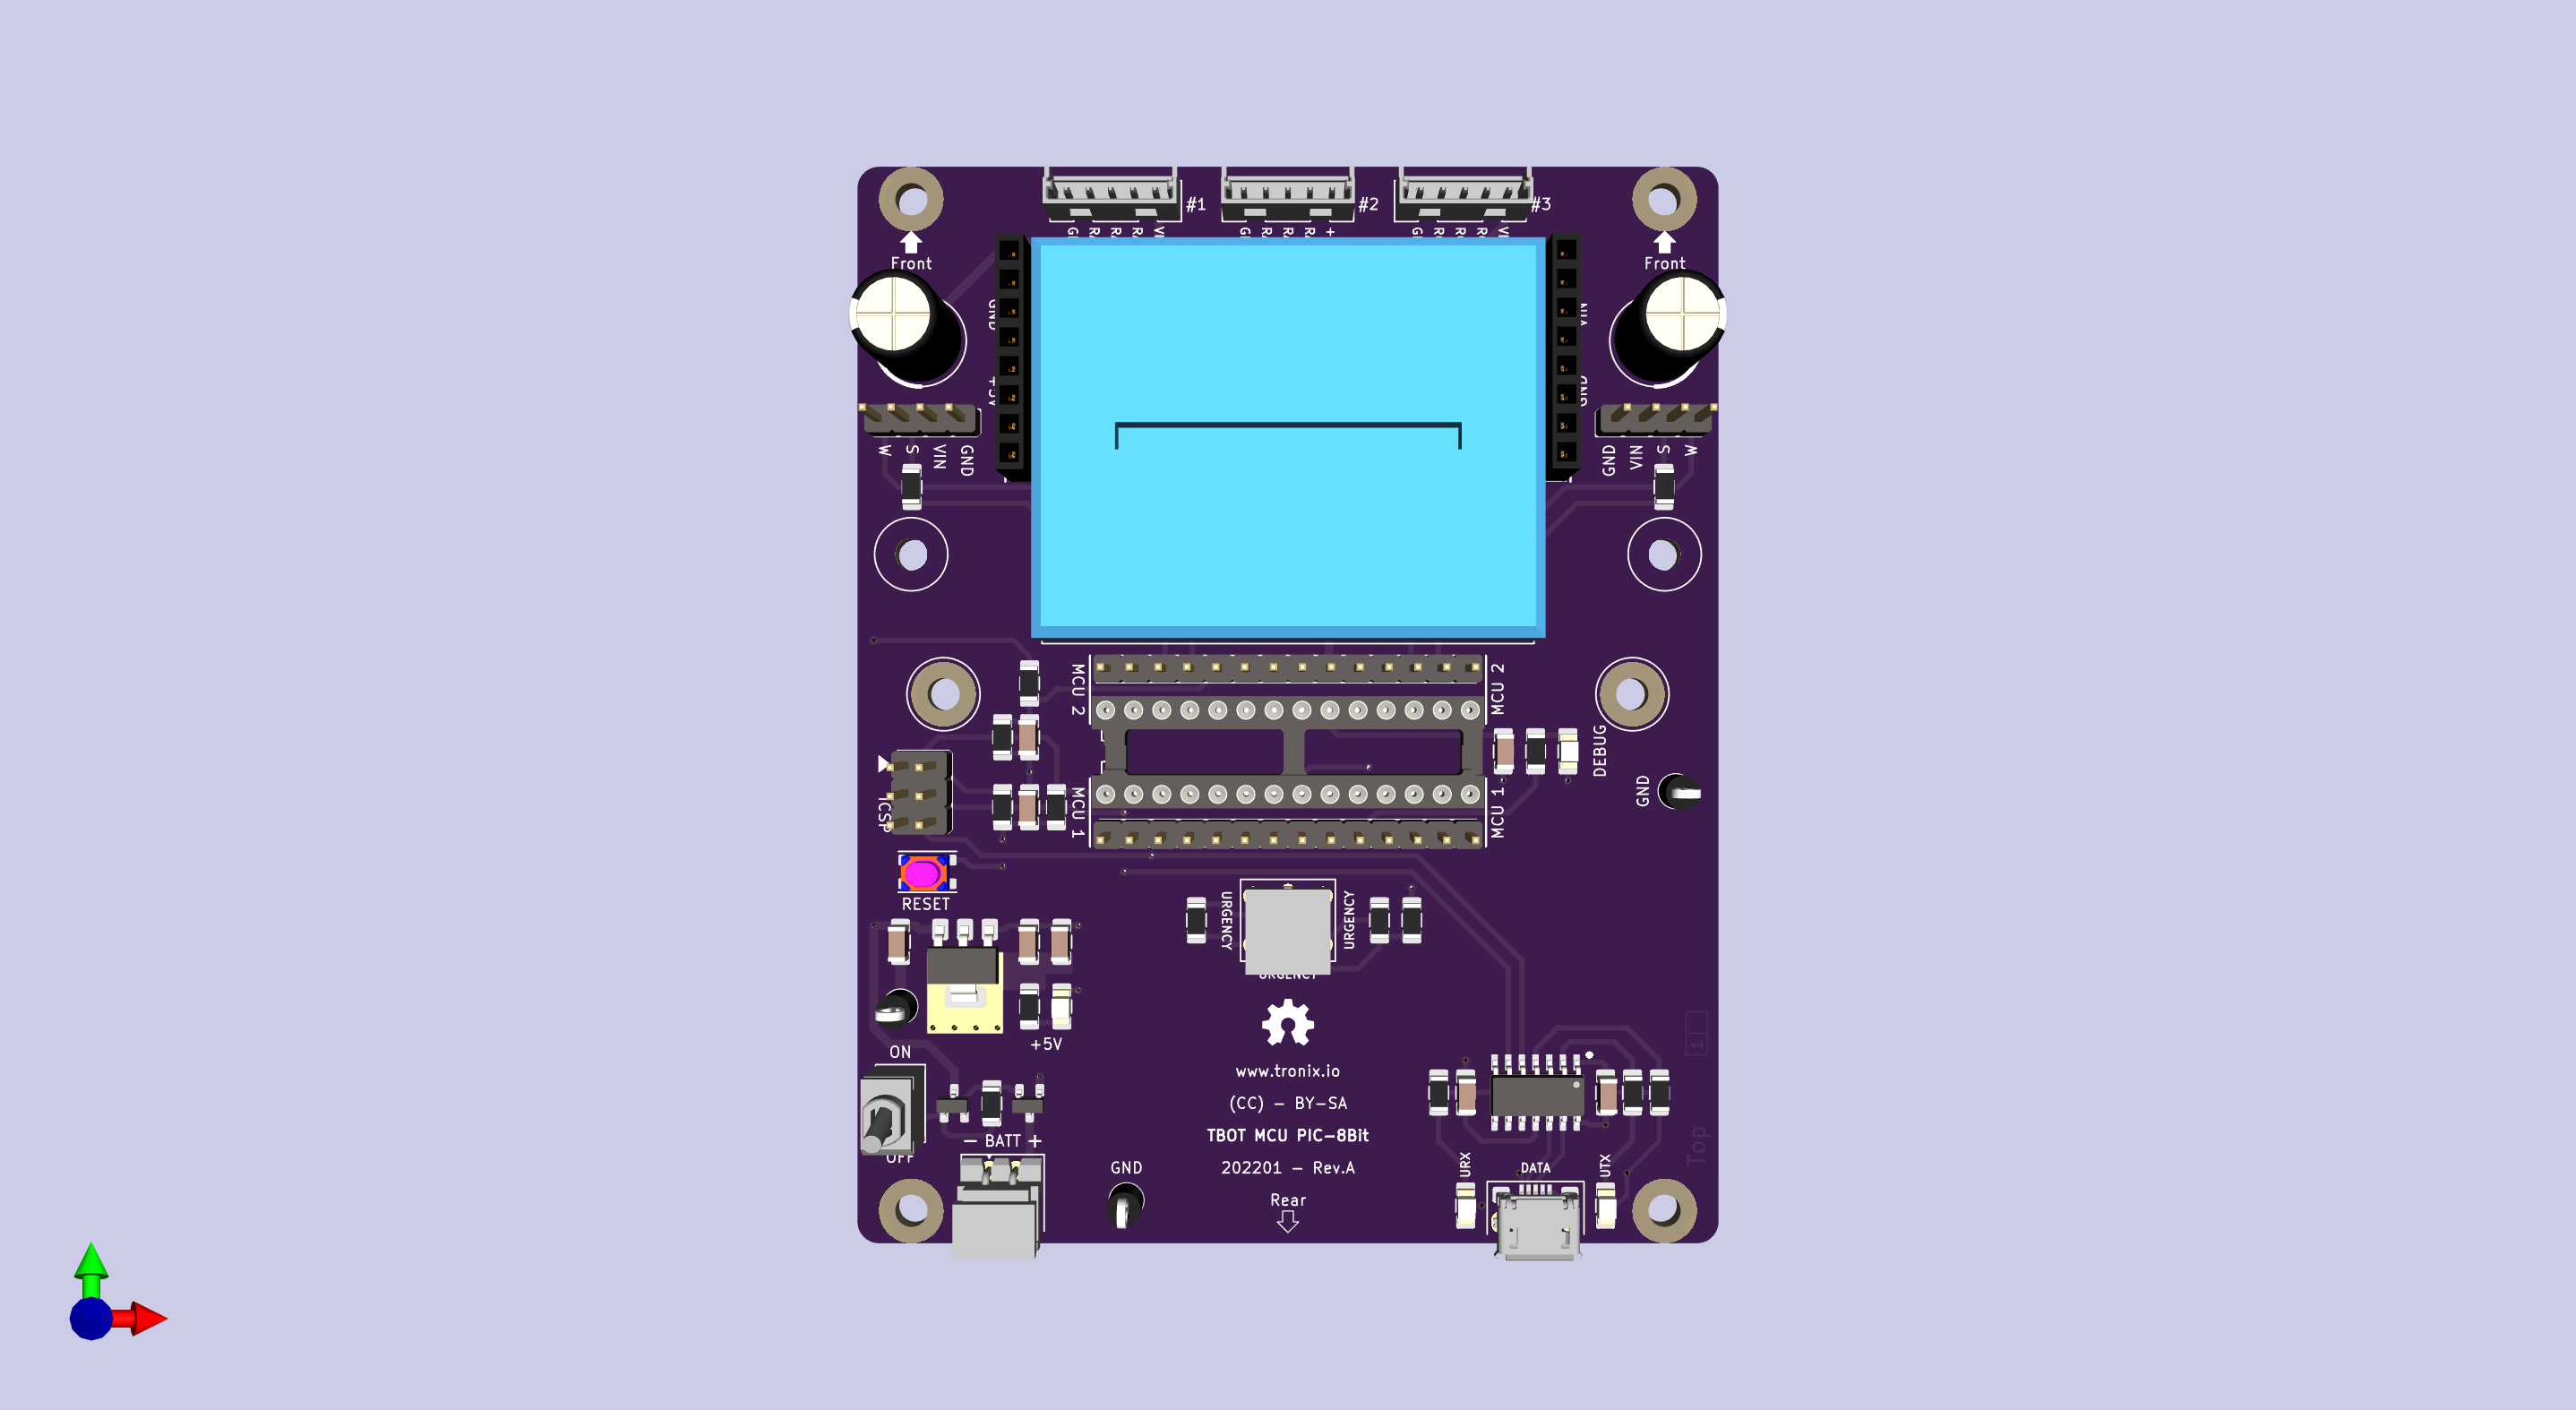 #1
#2
#3
Front
Front
GND
VIN
GND
W
S
VIN
GND
GND
VIN
S
W
MCU 2
MCU 2
DEBUG
GND
ICSP
MCU 1
MCU 1
RESET
URGENCY
URGENCY
URGENCY
ON
+5V
www.tronix.io
(CC) - BY-SA
TBOT MCU PIC-8Bit
202201 - Rev.A
Rear
- BATT +
OFF
GND
URX
DATA
UTX
1
Top